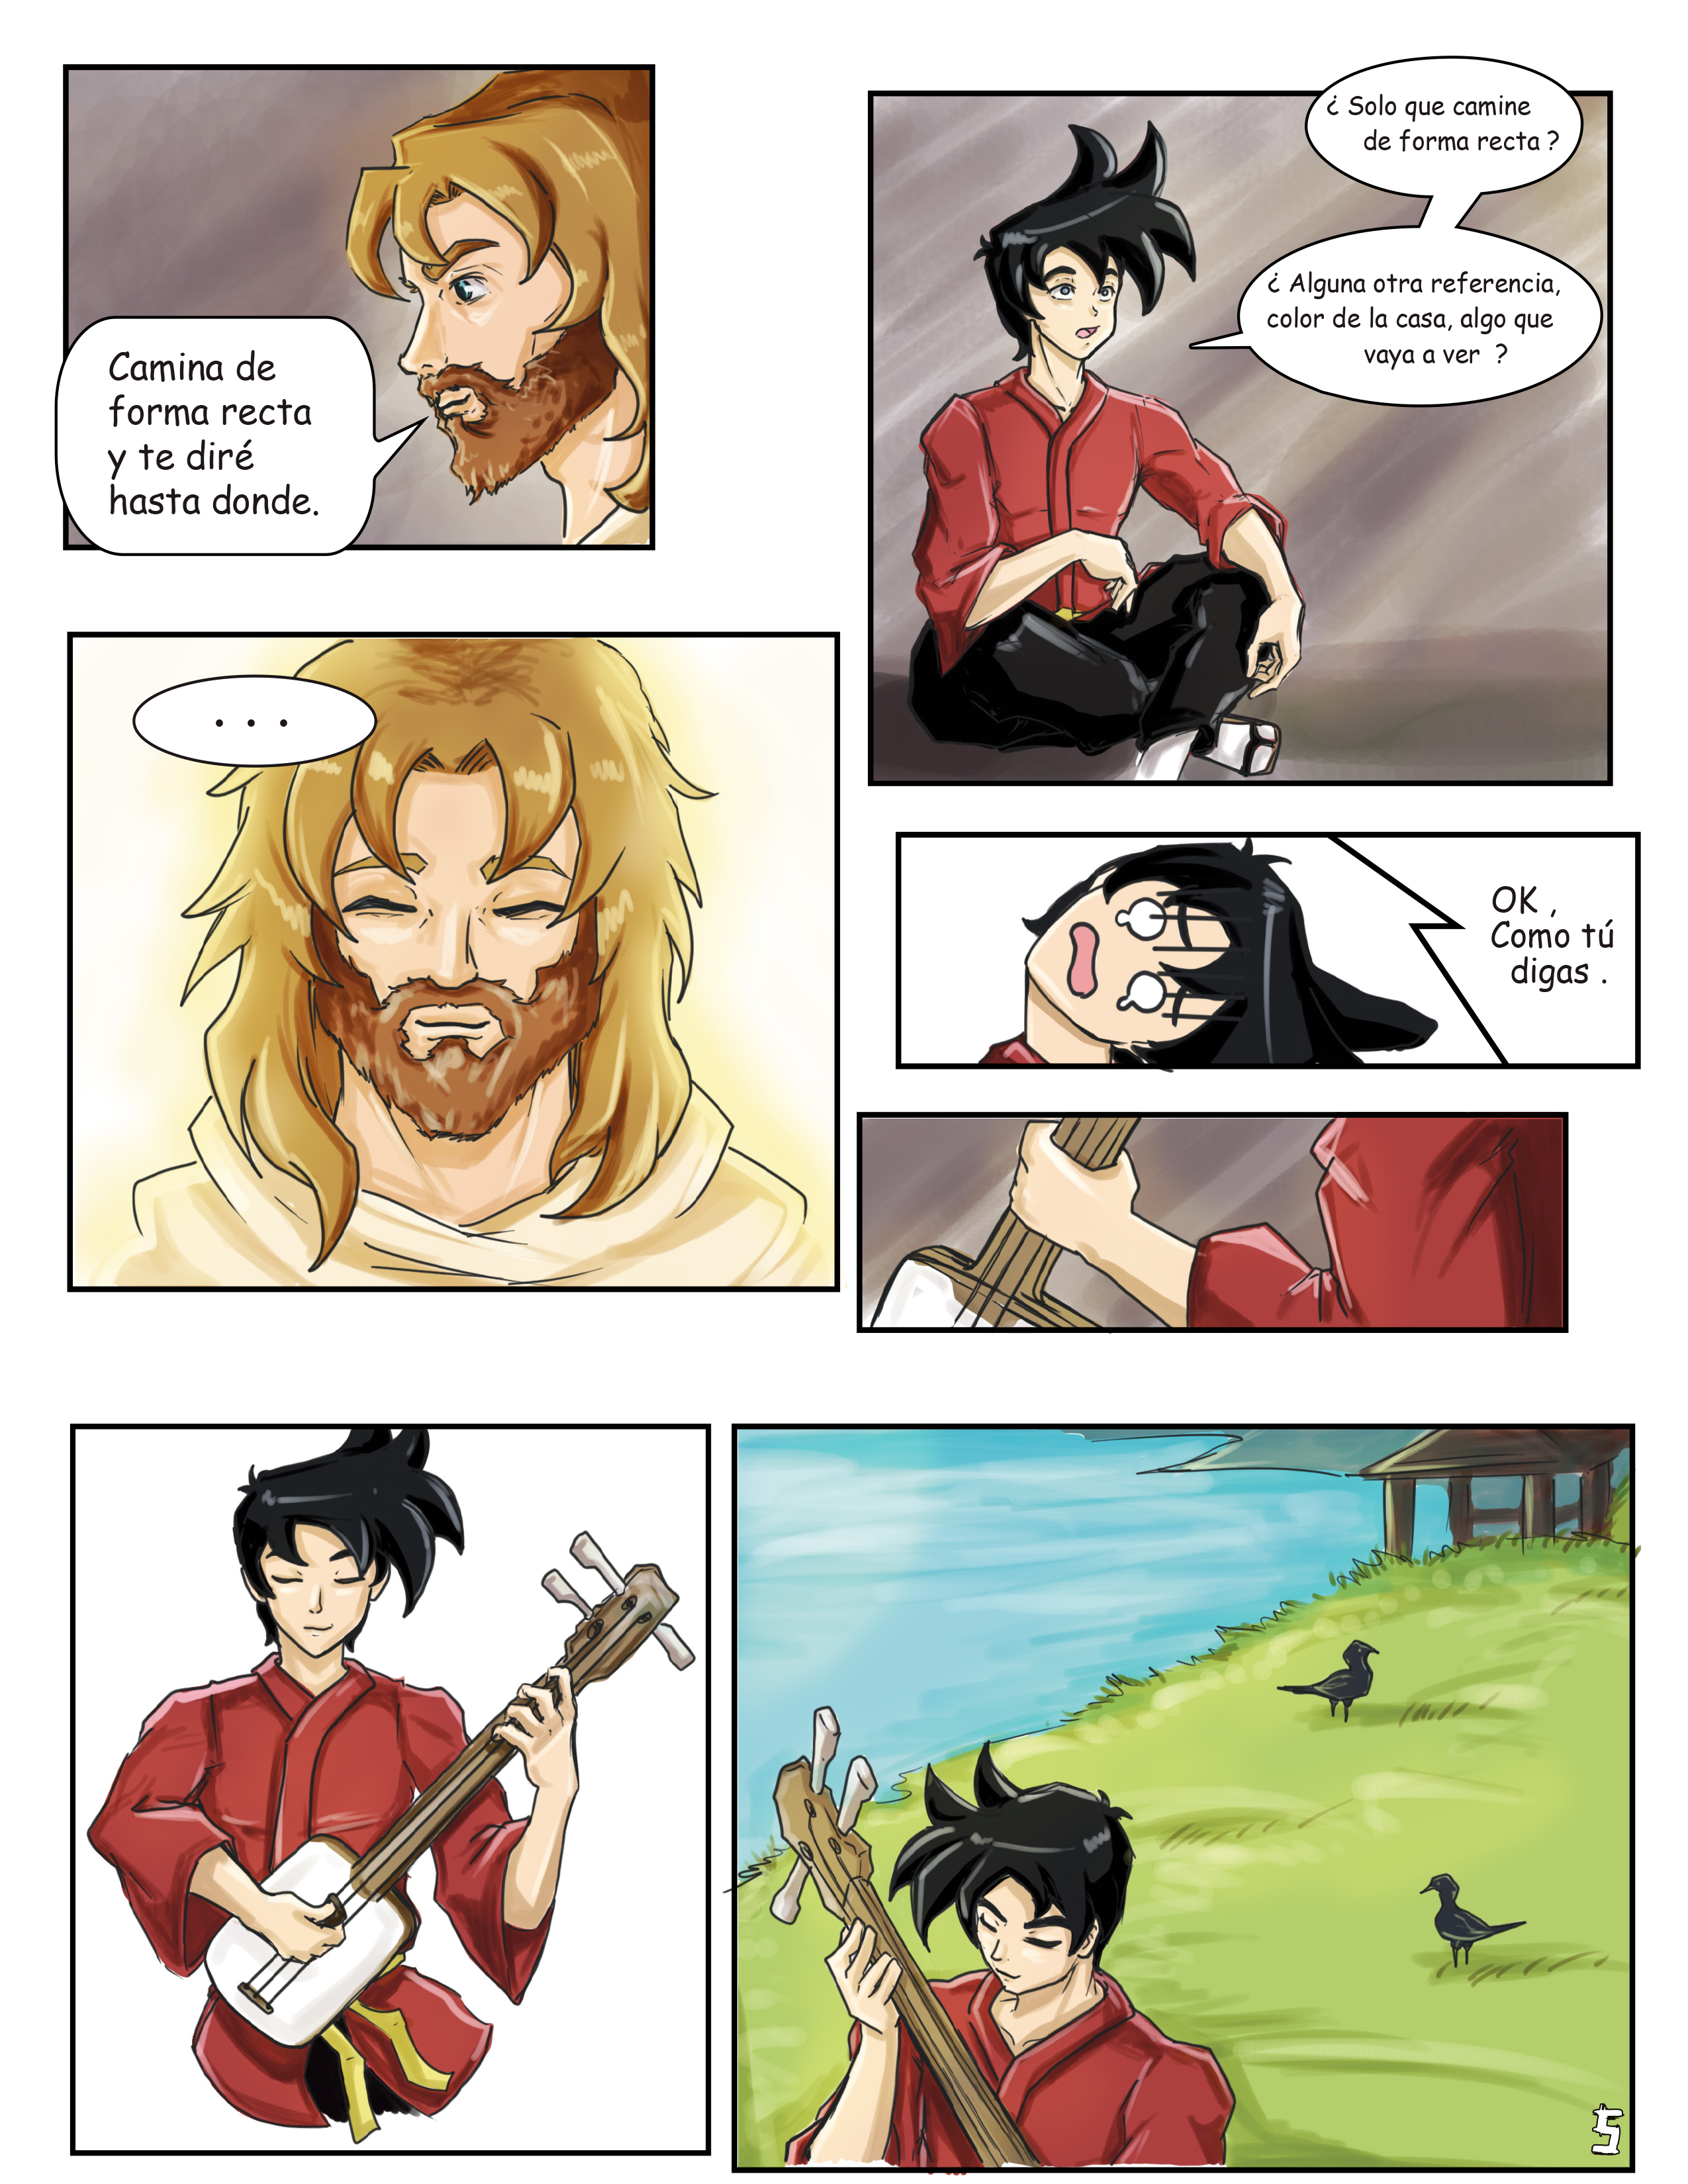 Camina de
forma recta
y te diré
hasta donde.
¿ Solo que camine
de forma recta ?
¿ Alguna otra referencia,
color de la casa, algo que
vaya a ver ?
. . .
OK ,
Como tú
digas .
5